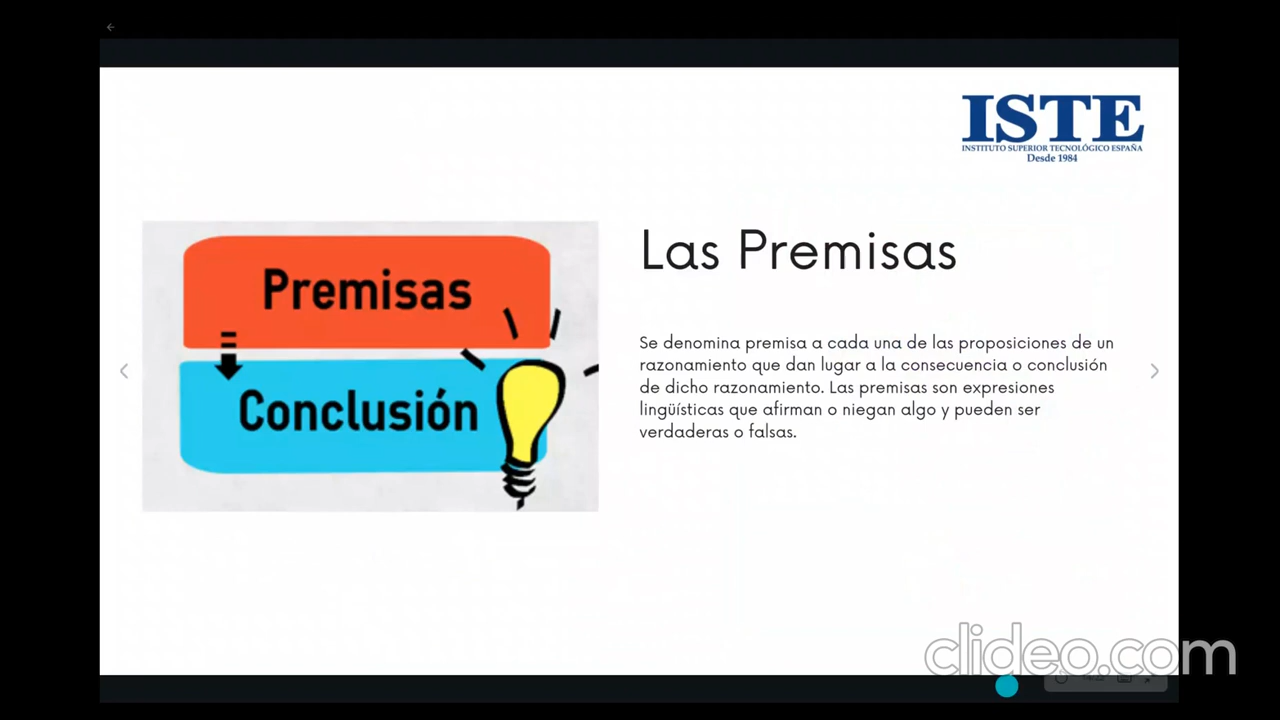 ISTE
INSTITUTO SUPERIOR TECNOLÓGICO ESPAÑA
Desde 1984
Premisas
Conclusión
Las Premisas
Se denomina premisa a cada una de las proposiciones de un
razonamiento que dan lugar a la consecuencia o conclusión
de dicho razonamiento. Las premisas son expresiones
lingüísticas que afirman o niegan algo y pueden ser
verdaderas o falsas.
clideo.com